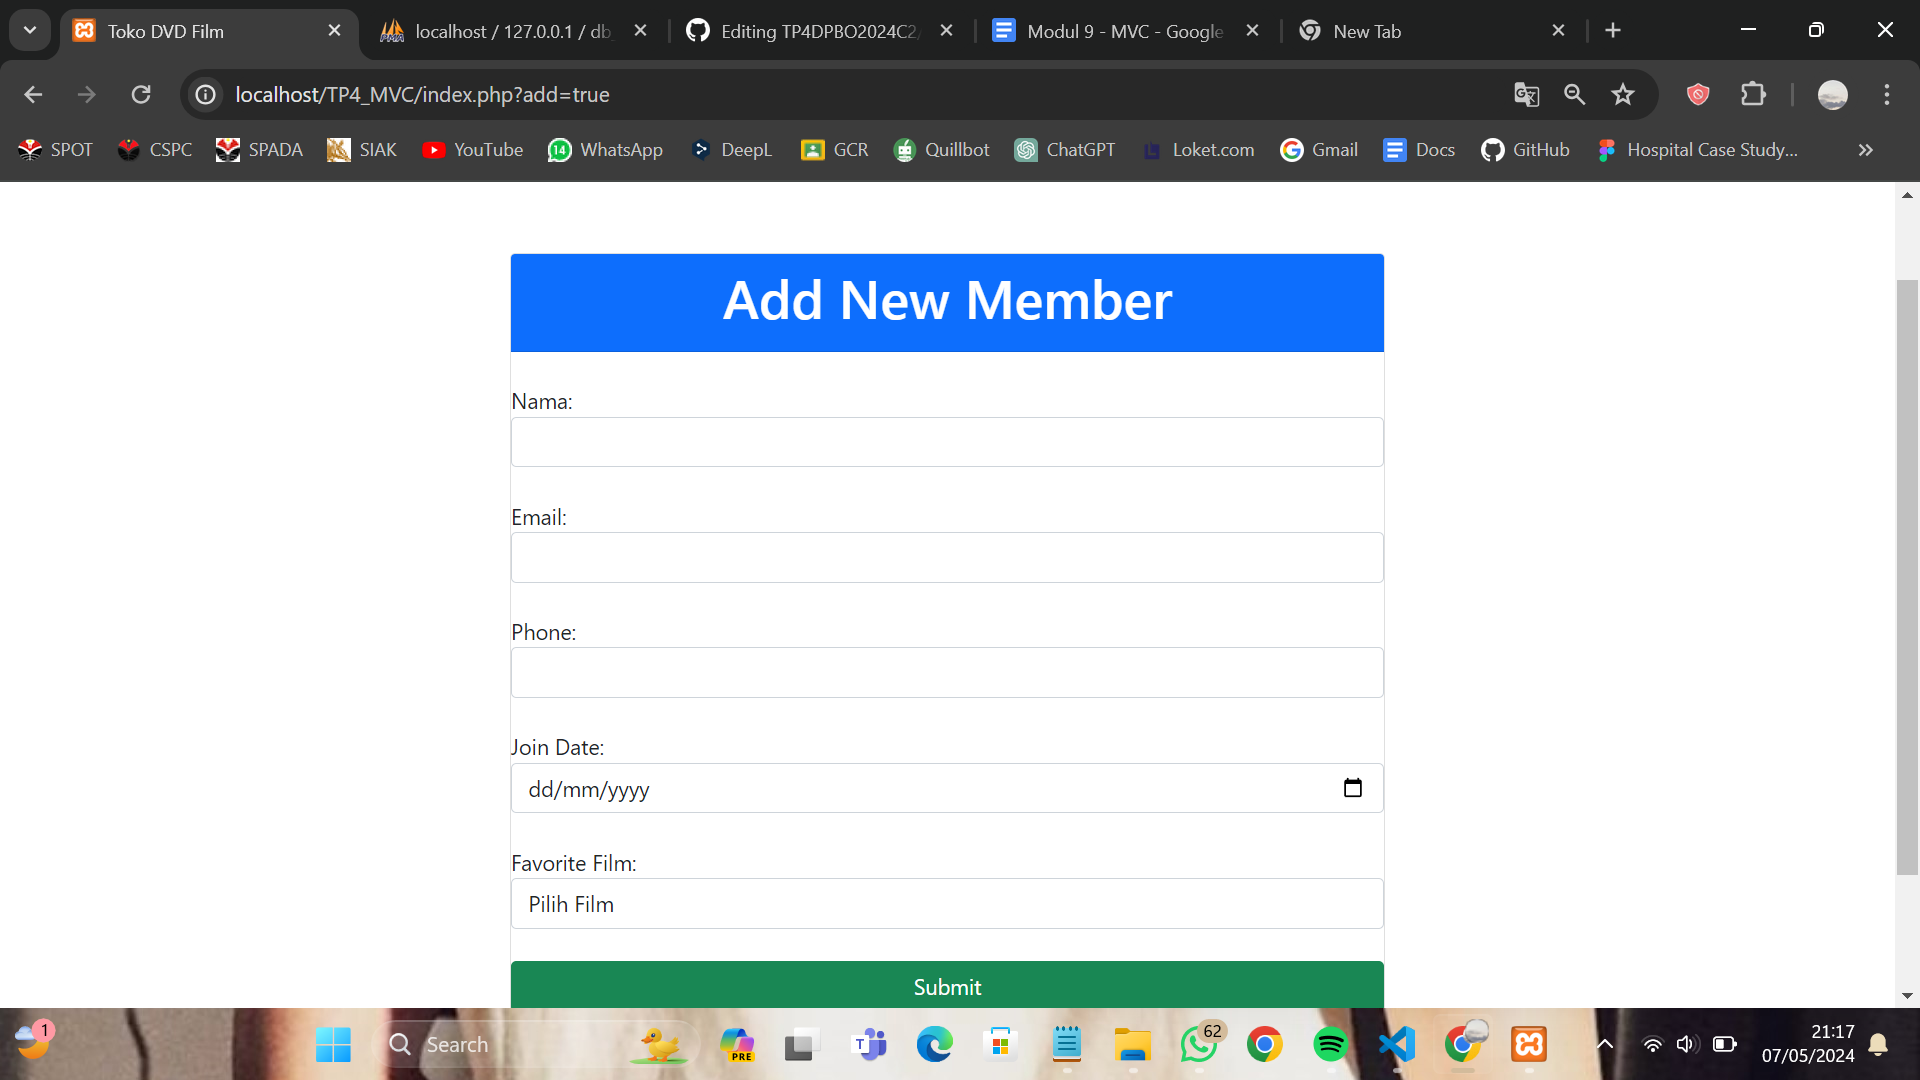 Toko DVD Film
localhost / 127.0.0.1 / db
Editing TP4DPBO2024C2/
Modul 9 - MVC - Google
New Tab
localhost/TP4_MVC/index.php?add=true
SPOT
CSPC
SPADA
SIAK
YouTube
14
WhatsApp
DeepL
GCR
Quillbot
ChatGPT
Loket.com
Gmail
Docs
GitHub
Hospital Case Study...
Add New Member
Nama:
Email:
Phone:
Join Date:
dd/mm/yyyy
Favorite Film:
Pilih Film
Submit
1
Search
PRE
62
21:17
07/05/2024